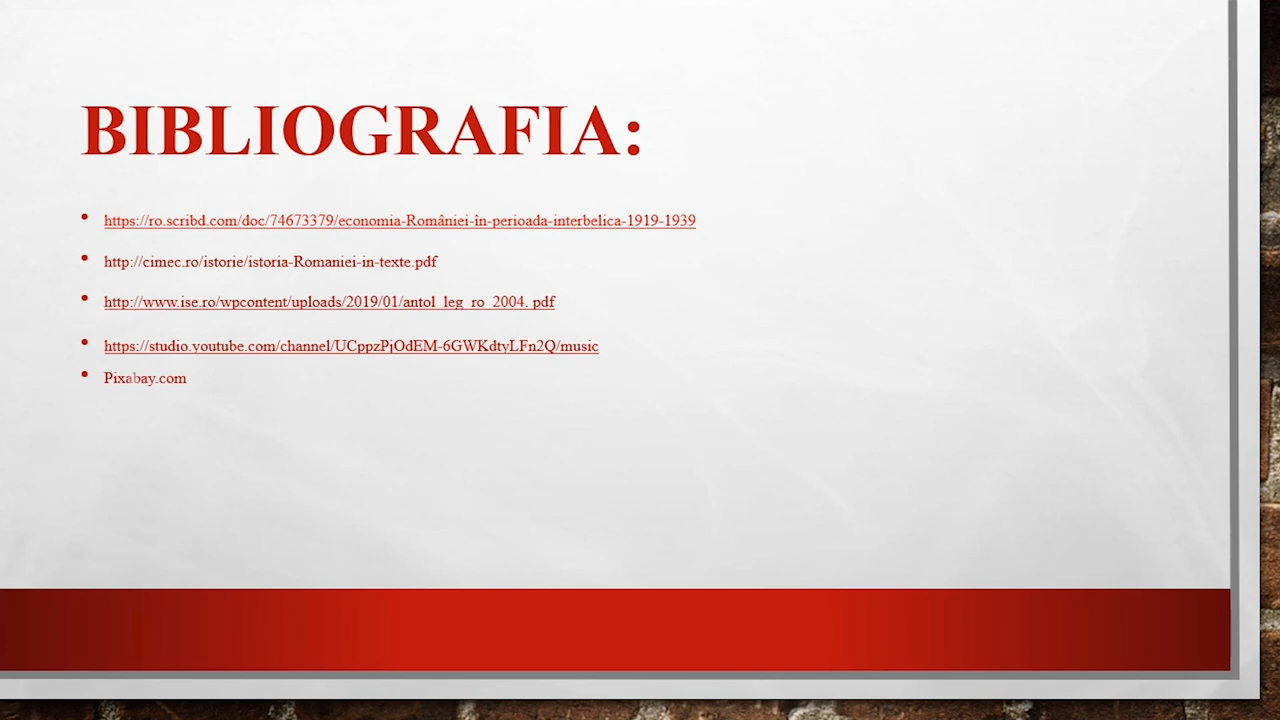 BIBLIOGRAFIA:
• https://ro.scribd.com/doc/74673379/economia-României-în-perioada-interbelica-1919-1939
• http://cimec.ro/istorie/istoria-Romaniei-in-texte.pdf
• http://www.ise.ro/wpcontent/uploads/2019/01/antol_leg_ro_2004. pdf
• https://studio.youtube.com/channel/UCppzPjOdEM-6GWKdtyLFn2Q/music
• Pixabay.com